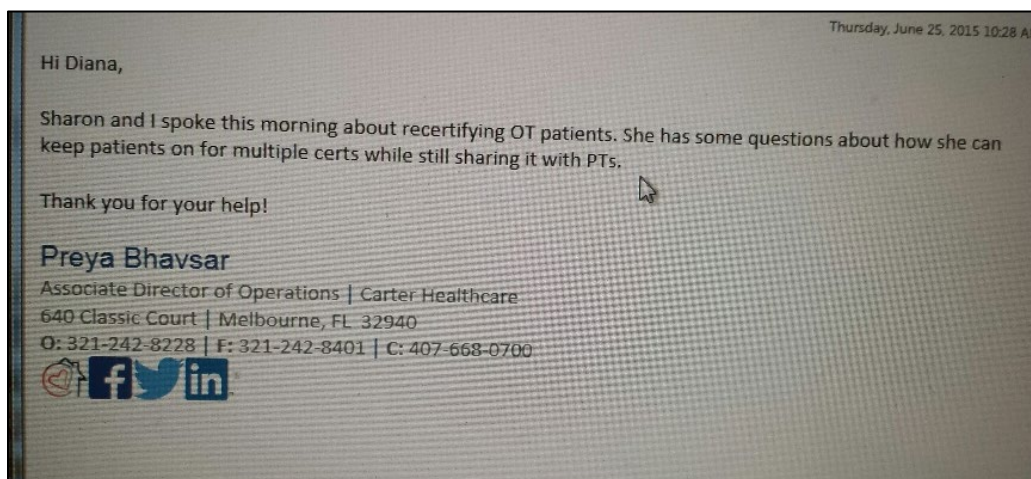 Thursday, June 25, 2015 10:28 A
Hi Diana,
Sharon and I spoke this morning about recertifying OT patients. She has some questions about how she can
keep patients on for multiple certs while still sharing it with PTs.
Thank you for your help!
Preya Bhavsar
Associate Director of Operations | Carter Healthcare
640 Classic Court | Melbourne, FL 32940
O: 321-242-8228 | F: 321-242-8401 | C: 407-668-0700
f in